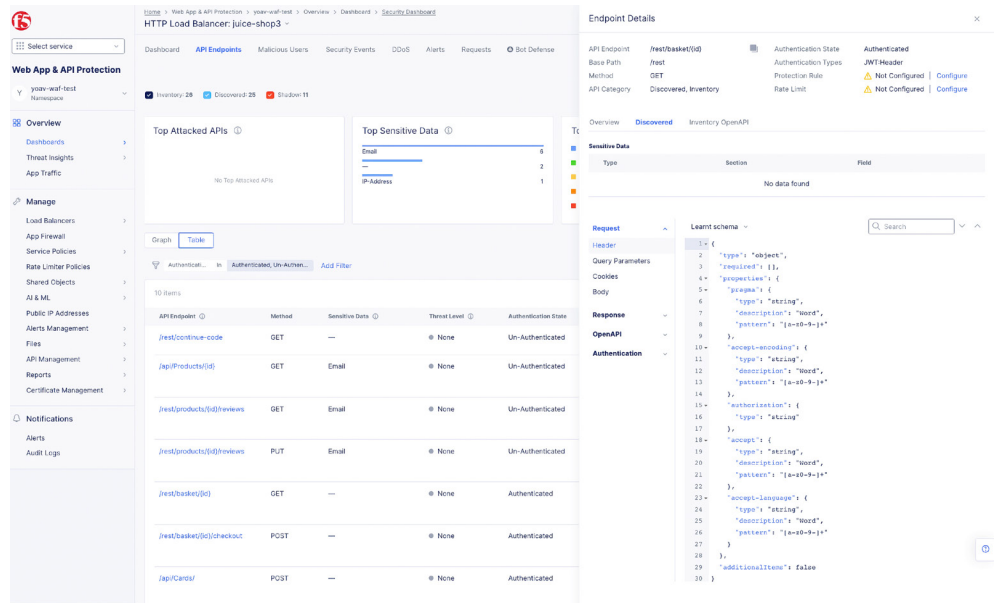 Home > Web App & API Protection > yoav-waf-test > Overview > Dashboard > Security Dashboard
HTTP Load Balancer: juice-shop3
Select service
Web App & API Protection
Y
yoav-waf-test
Namespace
Overview
Dashboards
Threat Insights
App Traffic
Manage
Load Balancers
App Firewall
Service Policies
Rate Limiter Policies
Shared Objects
AI & ML
Public IP Addresses
Alerts Management
Files
API Management
Reports
Certificate Management
Notifications
Alerts
Audit Logs
Dashboard
API Endpoints
Malicious Users
Security Events
DDoS
Alerts
Requests
Bot Defense
Inventory: 26
Discovered: 25
Shadow: 11
Top Attacked APIs
No Top Attacked APIs
Top Sensitive Data
Email 6
— 2
IP-Address 1
Graph
Table
Authenticati... In Authenticated, Un-Authen... Add Filter
10 items
API Endpoint Method Sensitive Data Threat Level Authentication State
/rest/continue-code GET — None Un-Authenticated
/api/Products/{id} GET Email None Un-Authenticated
/rest/products/{id}/reviews GET Email None Un-Authenticated
/rest/products/{id}/reviews PUT Email None Un-Authenticated
/rest/basket/{id} GET — None Authenticated
/rest/basket/{id}/checkout POST — None Authenticated
/api/Cards/ POST — None Authenticated
Endpoint Details
API Endpoint /rest/basket/{id}
Base Path /rest
Method GET
API Category Discovered, Inventory
Authentication State Authenticated
Authentication Types JWT:Header
Protection Rule Not Configured | Configure
Rate Limit Not Configured | Configure
Overview
Discovered
Inventory OpenAPI
Sensitive Data
Type Section Field
No data found
Request
Header
Query Parameters
Cookies
Body
Response
OpenAPI
Authentication
Learnt schema
Search
1 {
2 "type": "object",
3 "required": [],
4 "properties": {
5 "pragma": {
6 "type": "string",
7 "description": "Word",
8 "pattern": "[a-z0-9-]+"
9 },
10 "accept-encoding": {
11 "type": "string",
12 "description": "Word",
13 "pattern": "[a-z0-9-]+"
14 },
15 "authorization": {
16 "type": "string"
17 },
18 "accept": {
19 "type": "string",
20 "description": "Word",
21 "pattern": "[a-z0-9-]+"
22 },
23 "accept-language": {
24 "type": "string",
25 "description": "Word",
26 "pattern": "[a-z0-9-]+"
27 }
28 },
29 "additionalItems": false
30 }